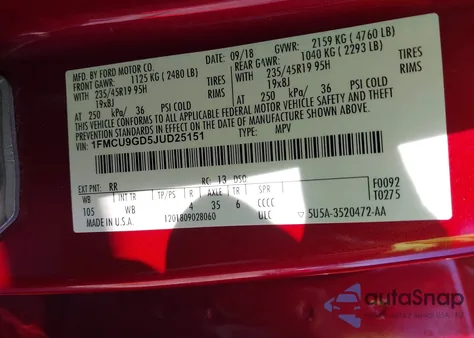 MFD. BY FORD MOTOR CO.
09/18 GVWR: 2159 KG ( 4760 LB)
FRONT GAWR: 1125 KG ( 2480 LB) REAR GAWR: 1040 KG ( 2293 LB)
WITH 235/45R19 95H TIRES WITH 235/45R19 95H TIRES
19x8J RIMS 19x8J RIMS
AT 250 kPa/ 36 PSI COLD AT 250 kPa/ 36 PSI COLD
THIS VEHICLE CONFORMS TO ALL APPLICABLE FEDERAL MOTOR VEHICLE SAFETY AND THEFT
PREVENTION STANDARDS IN EFFECT ON THE DATE OF MANUFACTURE SHOWN ABOVE.
VIN: 1FMCU9GD5JUD25151 TYPE: MPV
EXT PNT: RR RC: 13 DSO: F0092
WB INT TR TP/PS R AXLE TR SPR T0275
105 WB 4 35 6 CCCC
MADE IN U.S.A. 1201809028060 ULC 5U5A-3520472-AA
autoSnap